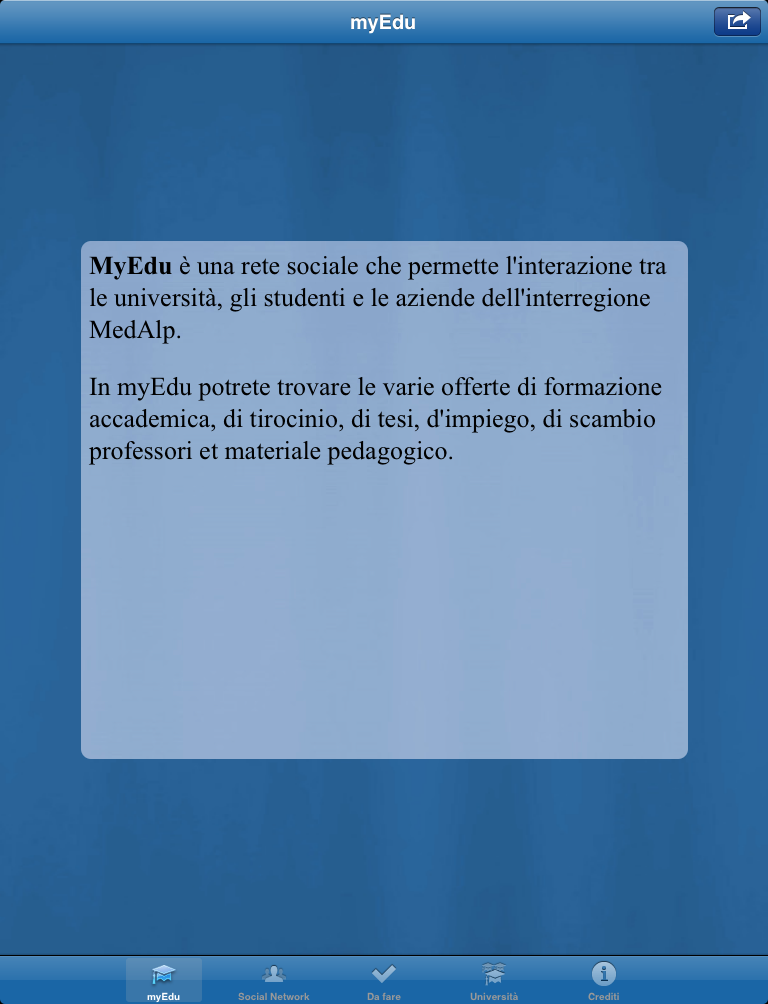 myEdu
MyEdu è una rete sociale che permette l'interazione tra
le università, gli studenti e le aziende dell'interregione
MedAlp.
In myEdu potrete trovare le varie offerte di formazione
accademica, di tirocinio, di tesi, d'impiego, di scambio
professori et materiale pedagogico.
myEdu
Social Network
Da fare
Università
Crediti